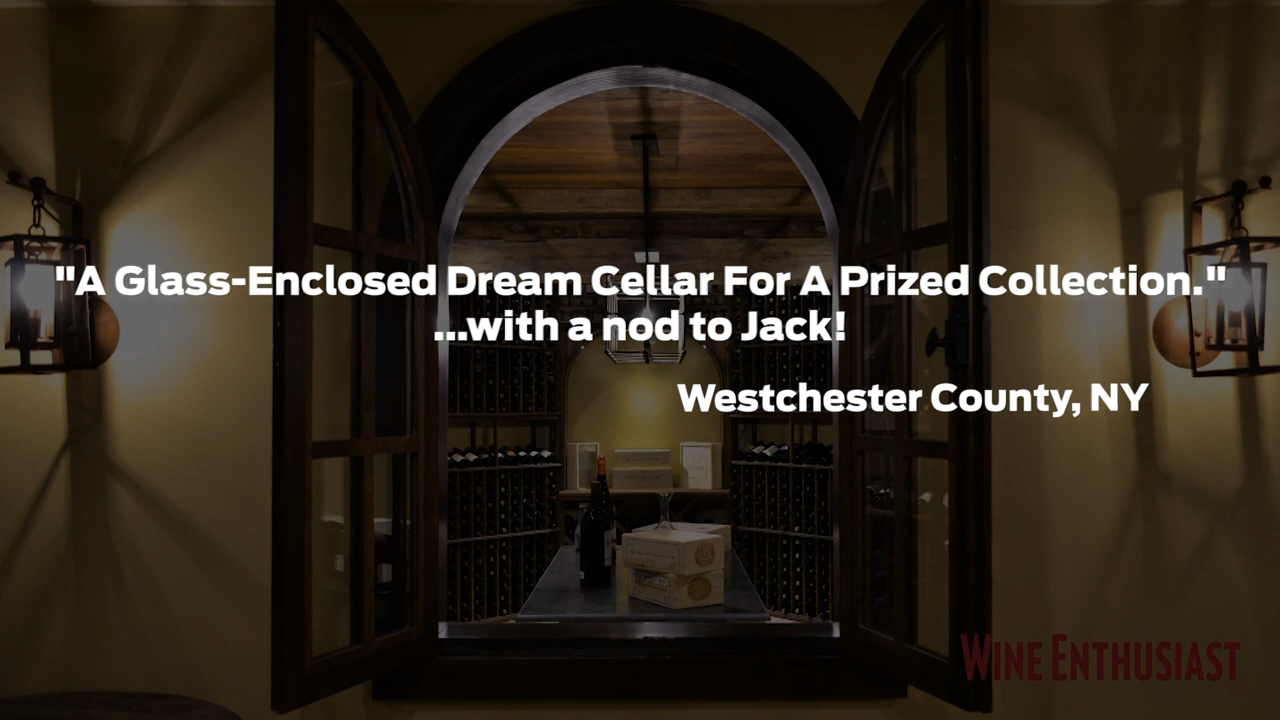 "A Glass-Enclosed Dream Cellar For A Prized Collection."
...with a nod to Jack!
Westchester County, NY
WINE ENTHUSIAST